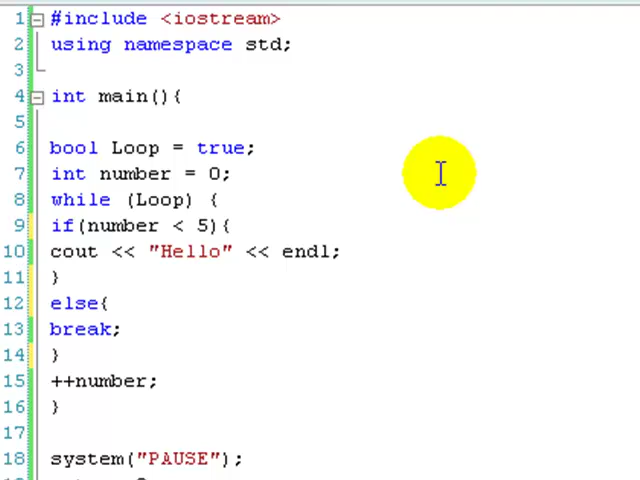 1 #include <iostream>
2 using namespace std;
3
4 int main(){
5
6 bool Loop = true;
7 int number = 0;
8 while (Loop) {
9 if(number < 5){
10 cout << "Hello" << endl;
11 }
12 else{
13 break;
14 }
15 ++number;
16 }
17
18 system("PAUSE");